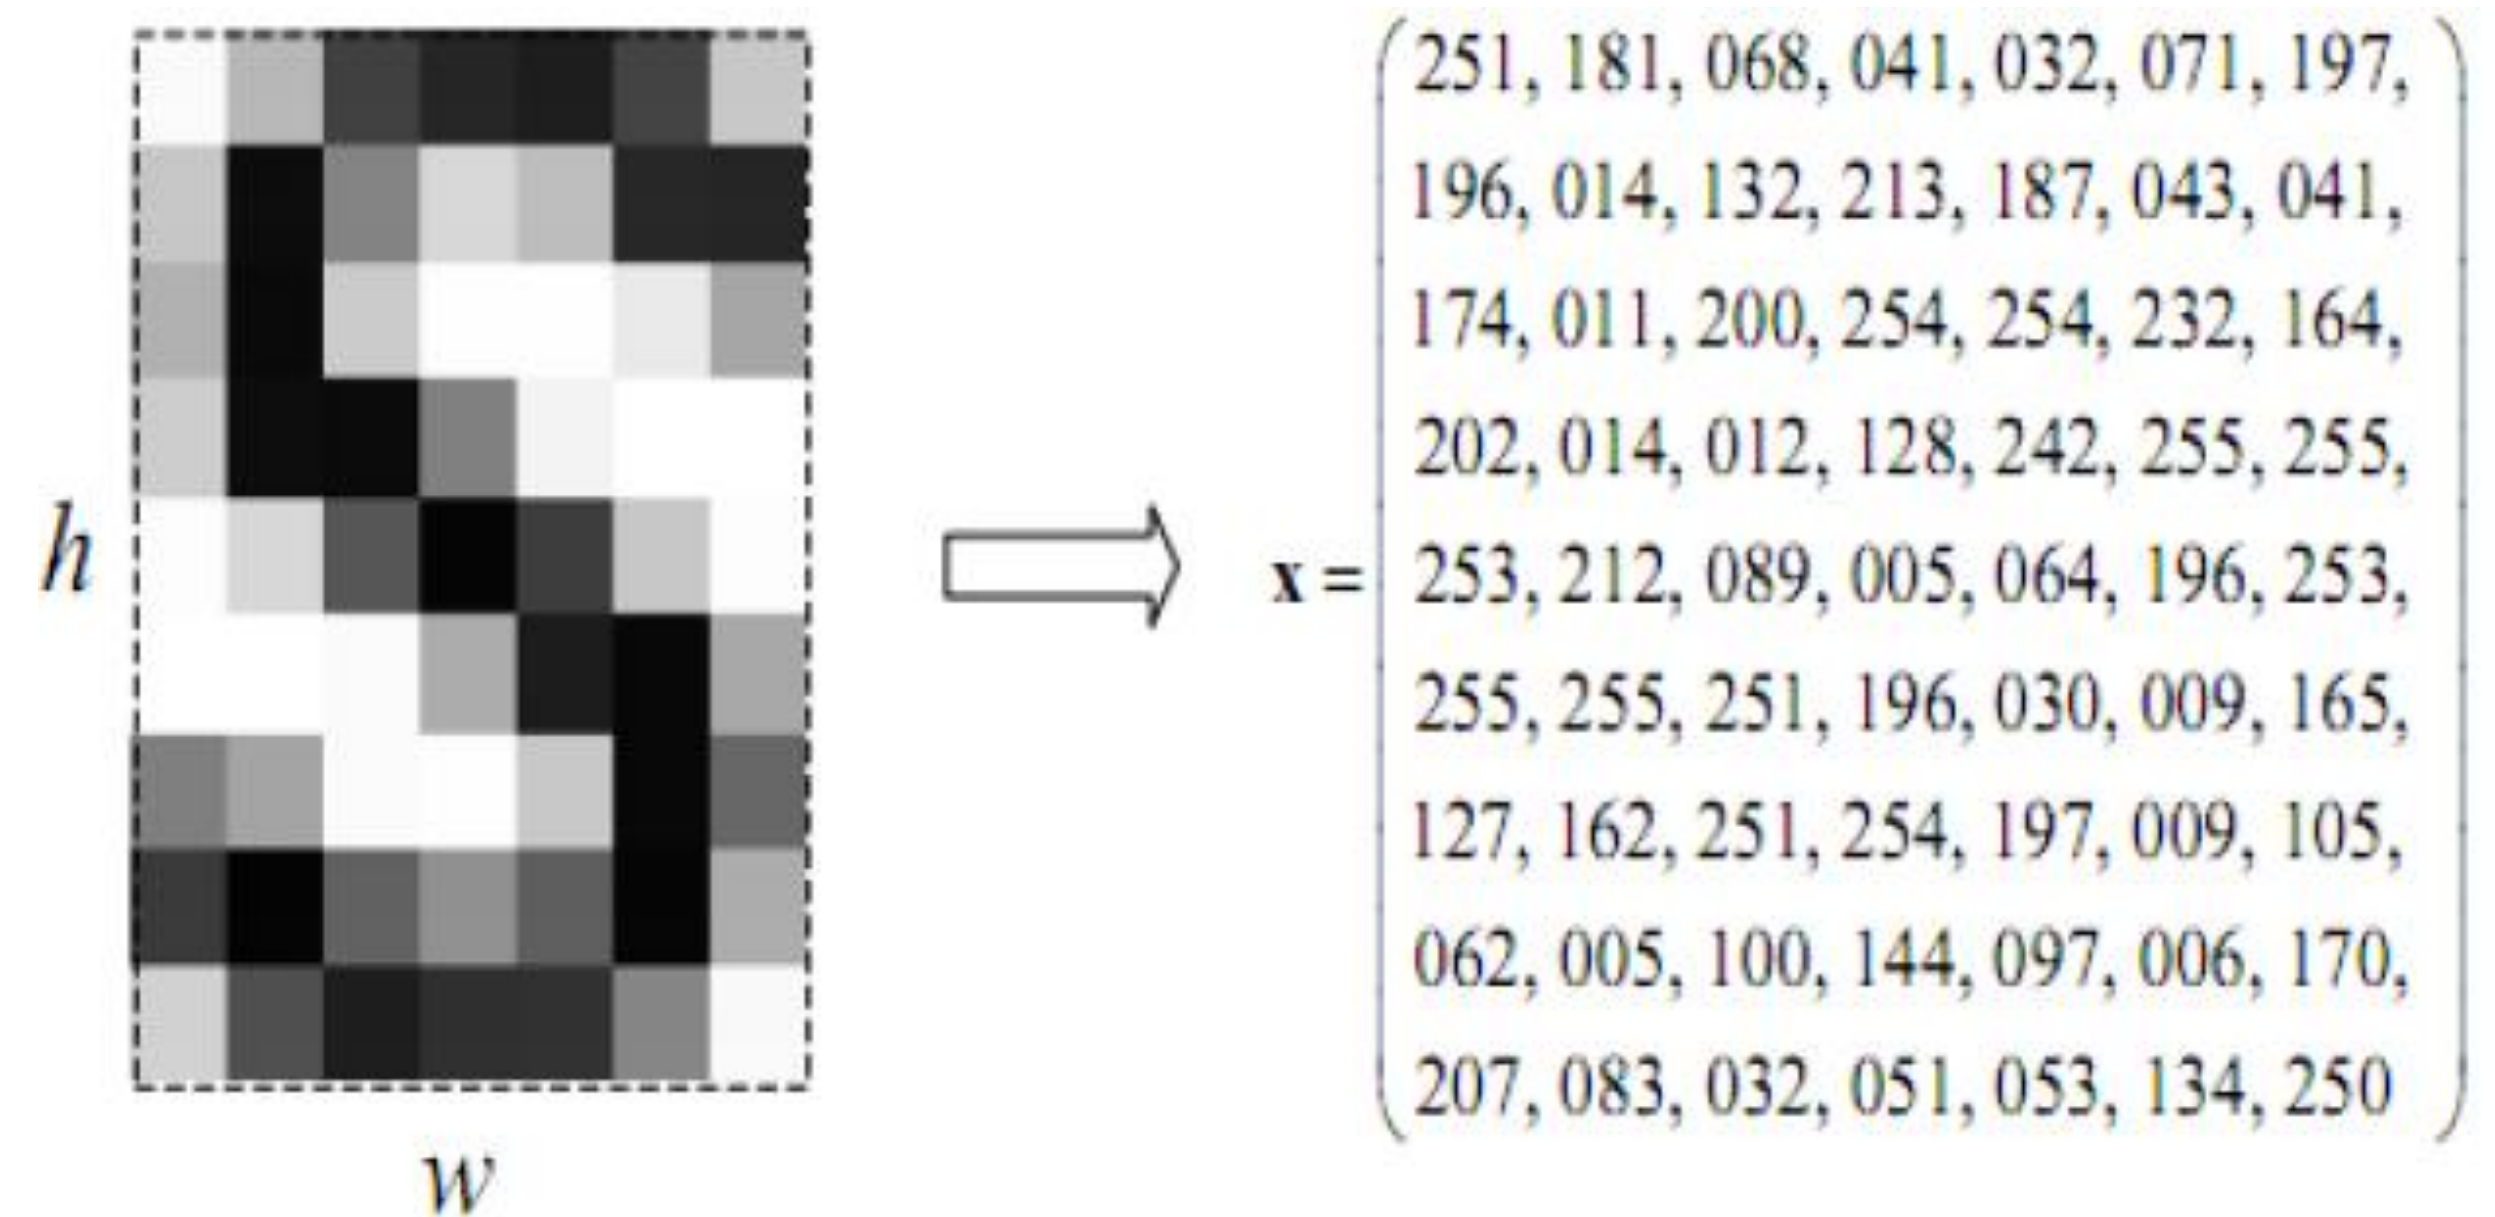 251, 181, 068, 041, 032, 071, 197,
196, 014, 132, 213, 187, 043, 041,
174, 011, 200, 254, 254, 232, 164,
202, 014, 012, 128, 242, 255, 255,
h
x = 253, 212, 089, 005, 064, 196, 253,
255, 255, 251, 196, 030, 009, 165,
127, 162, 251, 254, 197, 009, 105,
062, 005, 100, 144, 097, 006, 170,
207, 083, 032, 051, 053, 134, 250
w